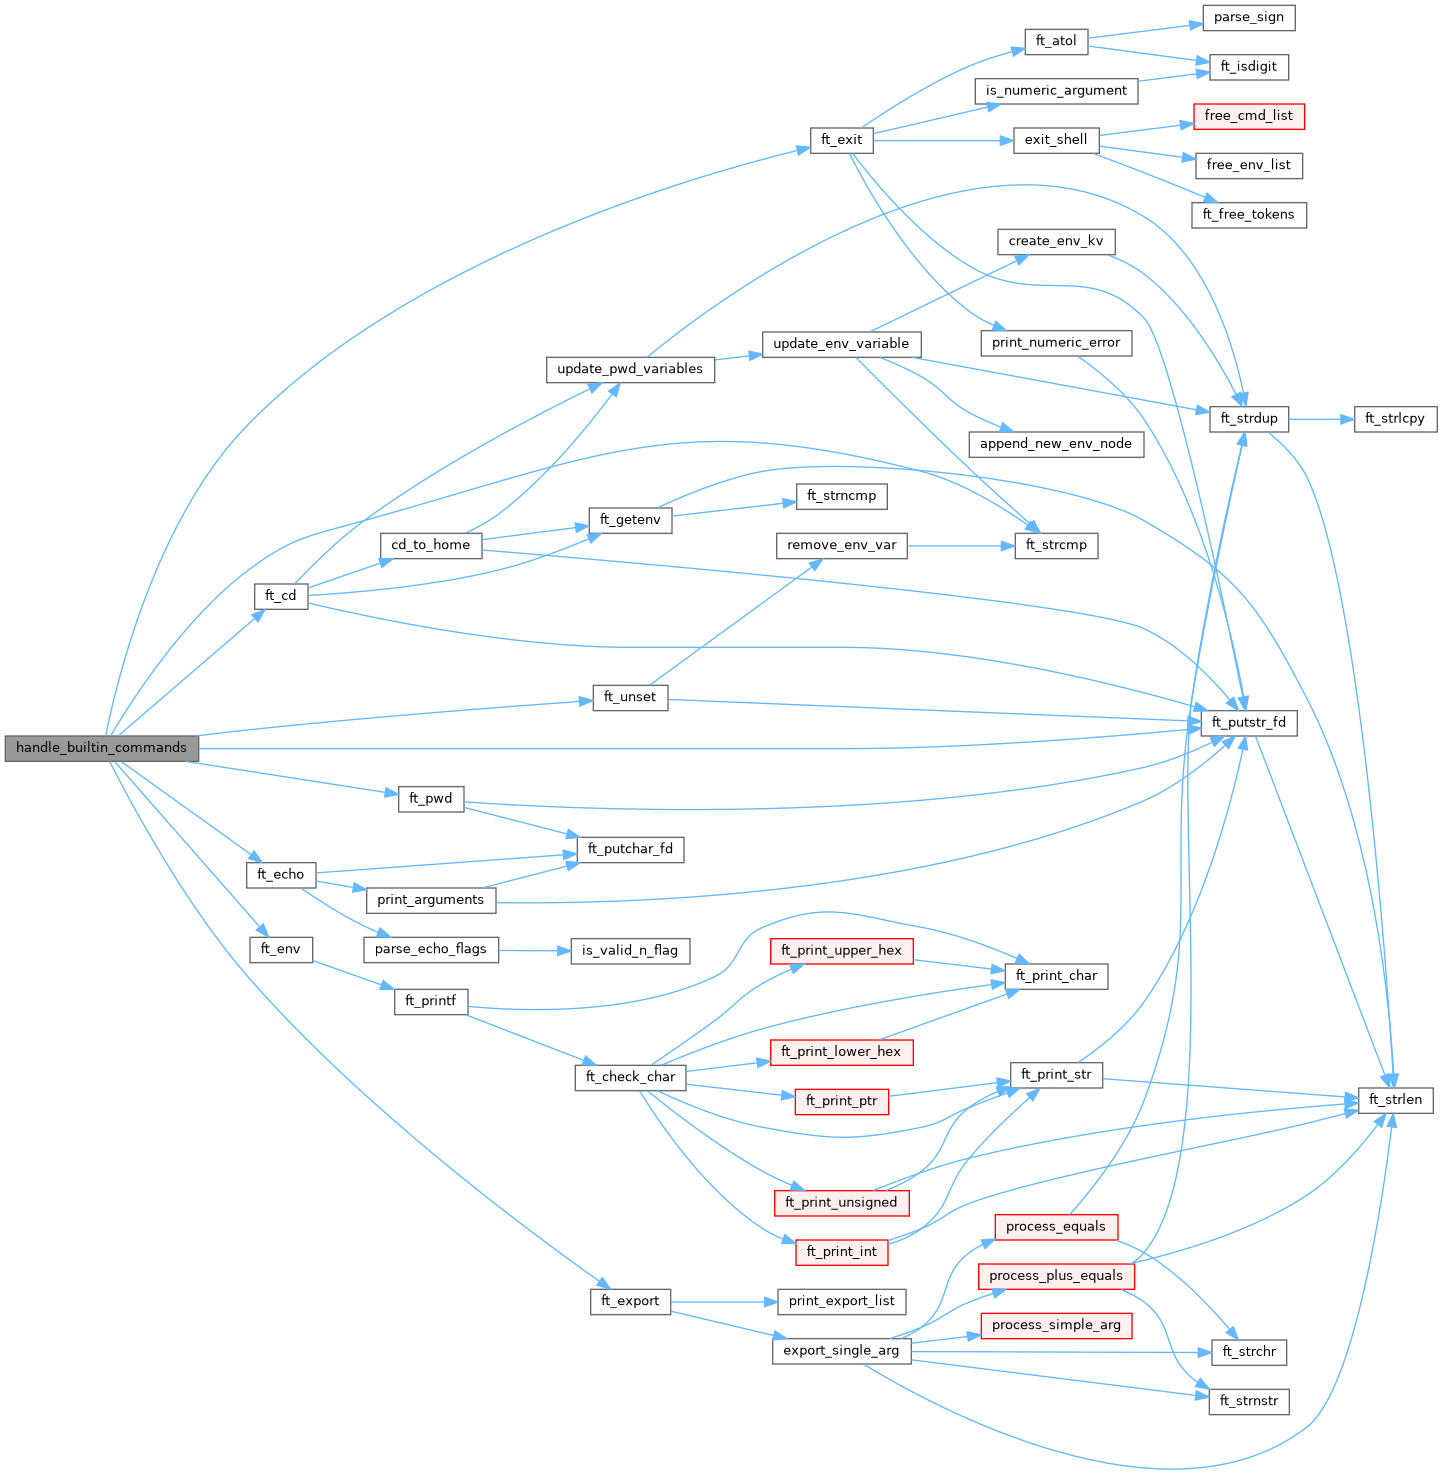 parse_sign
ft_atol
ft_isdigit
is_numeric_argument
free_cmd_list
ft_exit
exit_shell
free_env_list
ft_free_tokens
create_env_kv
update_env_variable
print_numeric_error
update_pwd_variables
ft_strdup
ft_strlcpy
append_new_env_node
ft_strncmp
ft_getenv
cd_to_home
remove_env_var
ft_strcmp
ft_cd
ft_unset
ft_putstr_fd
handle_builtin_commands
ft_pwd
ft_putchar_fd
ft_echo
print_arguments
ft_env
parse_echo_flags
is_valid_n_flag
ft_print_upper_hex
ft_print_char
ft_printf
ft_print_lower_hex
ft_check_char
ft_print_str
ft_print_ptr
ft_strlen
ft_print_unsigned
process_equals
ft_print_int
process_plus_equals
ft_export
print_export_list
process_simple_arg
export_single_arg
ft_strchr
ft_strnstr